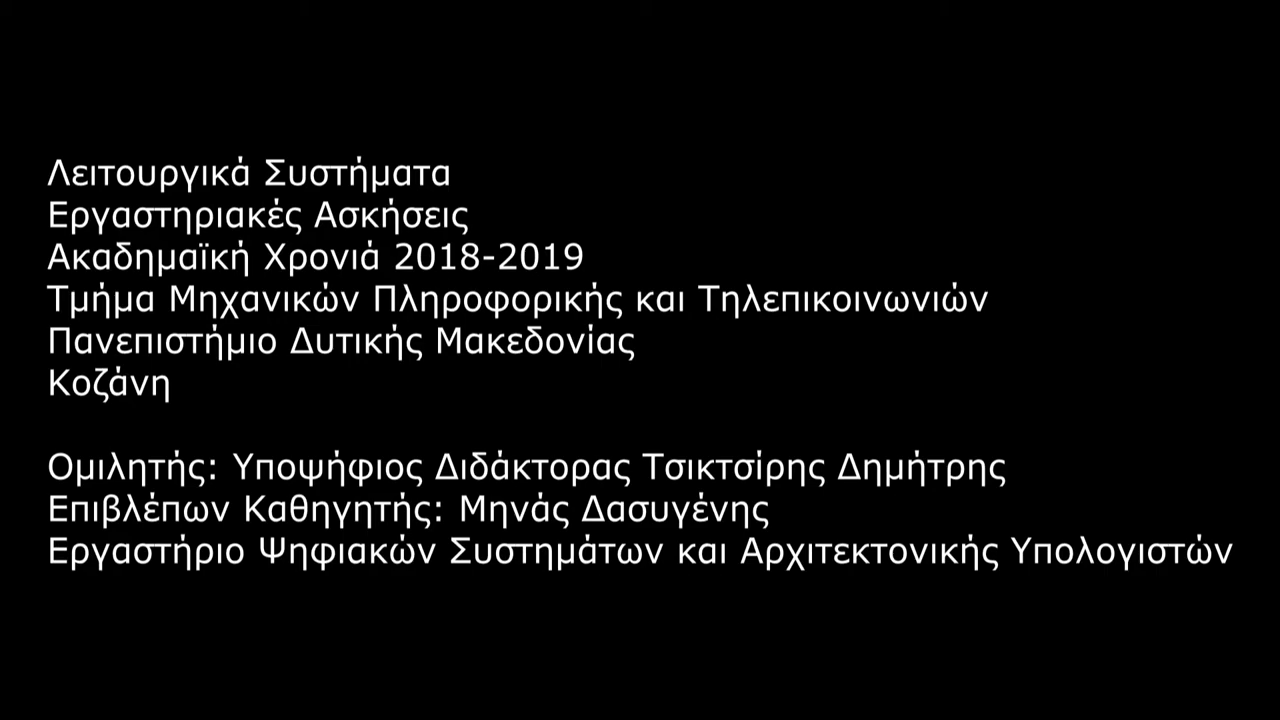 Λειτουργικά Συστήματα
Εργαστηριακές Ασκήσεις
Ακαδημαϊκή Χρονιά 2018-2019
Τμήμα Μηχανικών Πληροφορικής και Τηλεπικοινωνιών
Πανεπιστήμιο Δυτικής Μακεδονίας
Κοζάνη
Ομιλητής: Υποψήφιος Διδάκτορας Τσικτσίρης Δημήτρης
Επιβλέπων Καθηγητής: Μηνάς Δασυγένης
Εργαστήριο Ψηφιακών Συστημάτων και Αρχιτεκτονικής Υπολογιστών